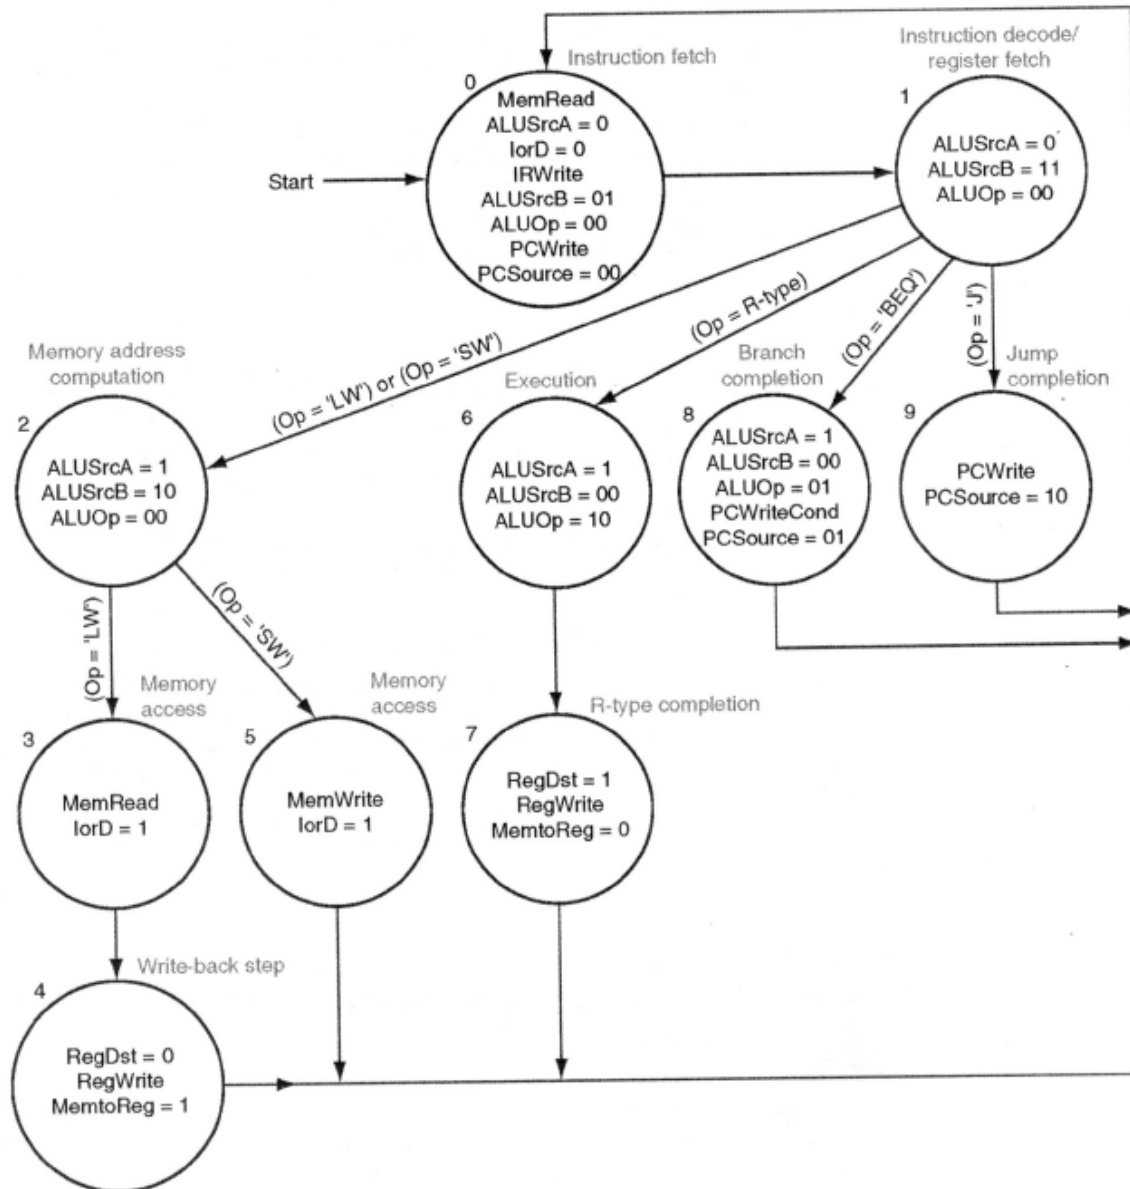 Instruction fetch
0
MemRead
ALUSrcA = 0
IorD = 0
IRWrite
ALUSrcB = 01
ALUOp = 00
PCWrite
PCSource = 00
Start
Instruction decode/
register fetch
1
ALUSrcA = 0
ALUSrcB = 11
ALUOp = 00
(Op = 'LW') or (Op = 'SW')
(Op = R-type)
(Op = 'BEQ')
(Op = 'J')
Memory address
computation
2
ALUSrcA = 1
ALUSrcB = 10
ALUOp = 00
Execution
6
ALUSrcA = 1
ALUSrcB = 00
ALUOp = 10
Branch
completion
8
ALUSrcA = 1
ALUSrcB = 00
ALUOp = 01
PCWriteCond
PCSource = 01
Jump
completion
9
PCWrite
PCSource = 10
(Op = 'LW')
(Op = 'SW')
Memory
access
3
MemRead
IorD = 1
Memory
access
5
MemWrite
IorD = 1
R-type completion
7
RegDst = 1
RegWrite
MemtoReg = 0
Write-back step
4
RegDst = 0
RegWrite
MemtoReg = 1